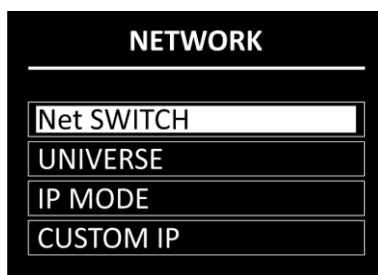 NETWORK
Net SWITCH
UNIVERSE
IP MODE
CUSTOM IP